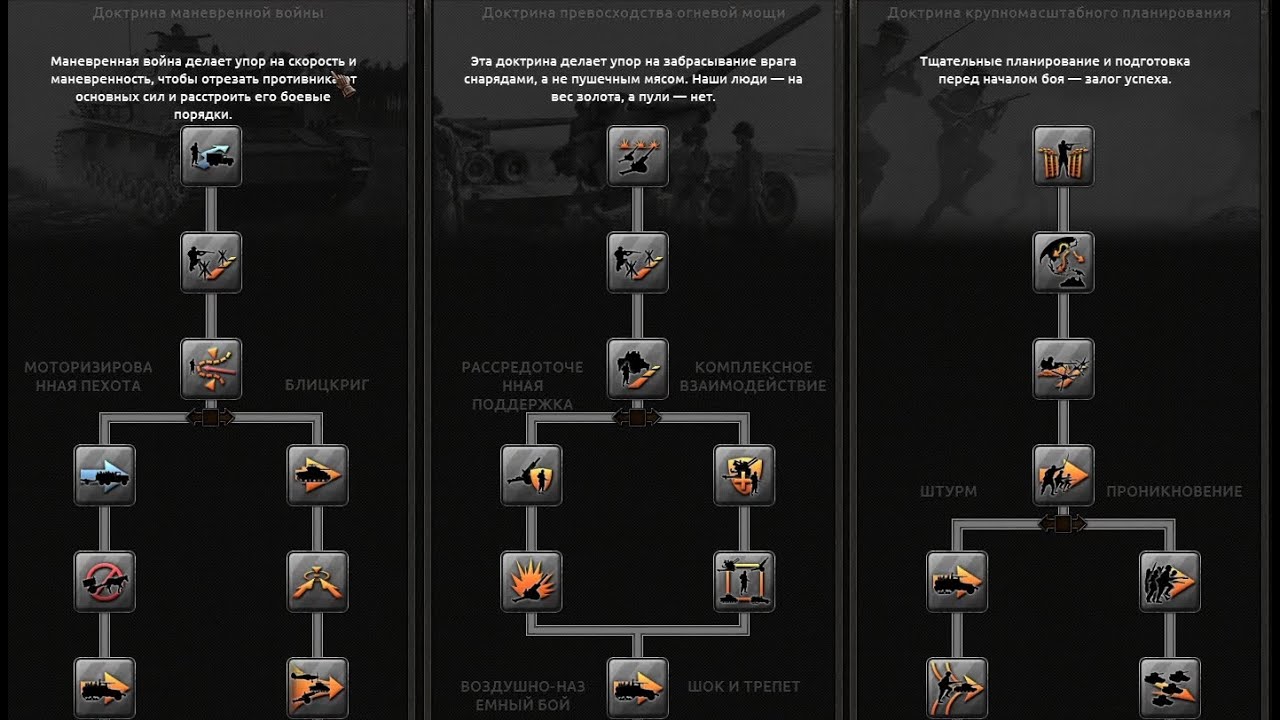 Доктрина маневренной войны
Маневренная война делает упор на скорость и
маневренность, чтобы отрезать противника от
основных сил и расстроить его боевые
порядки.
МОТОРИЗИРОВА
ННАЯ ПЕХОТА
БЛИЦКРИГ
Доктрина превосходства огневой мощи
Эта доктрина делает упор на забрасывание врага
снарядами, а не пушечным мясом. Наши люди — на
вес золота, а пули — нет.
РАССРЕДОТОЧЕ
ННАЯ
ПОДДЕРЖКА
КОМПЛЕКСНОЕ
ВЗАИМОДЕЙСТВИЕ
ВОЗДУШНО-НАЗ
ЕМНЫЙ БОЙ
ШОК И ТРЕПЕТ
Доктрина крупномасштабного планирования
Тщательные планирование и подготовка
перед началом боя — залог успеха.
ШТУРМ
ПРОНИКНОВЕНИЕ